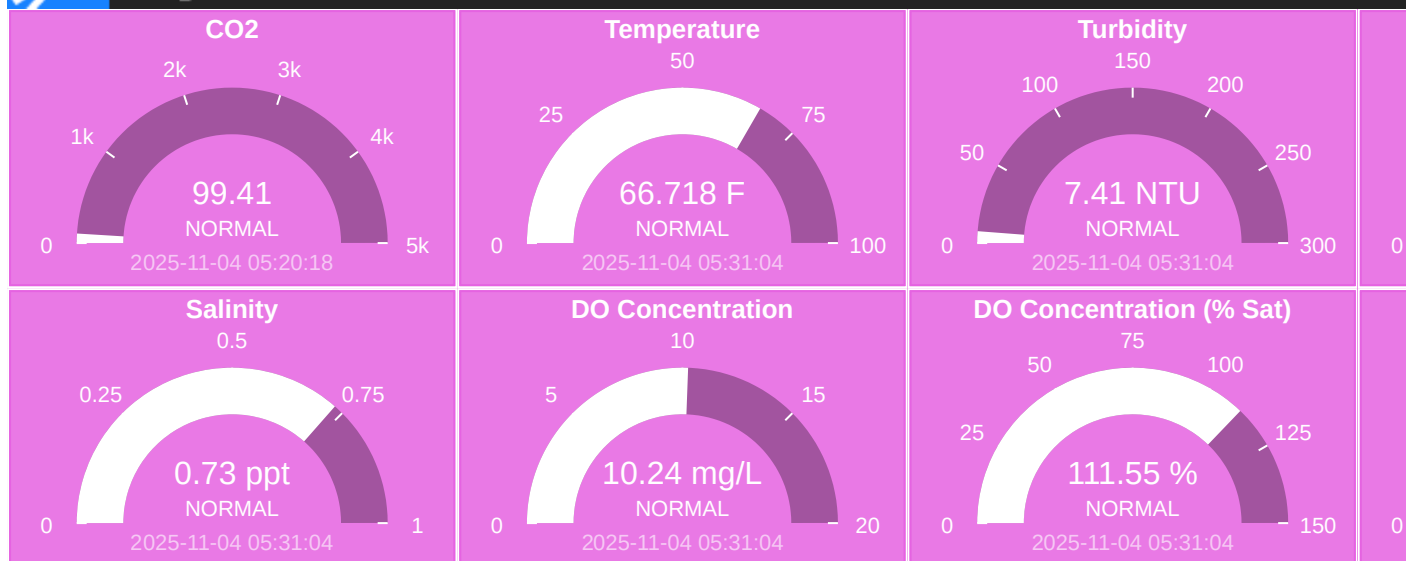 CO2
2k
3k
1k
4k
0
5k
99.41
NORMAL
2025-11-04 05:20:18
Temperature
50
25
75
0
100
66.718 F
NORMAL
2025-11-04 05:31:04
Turbidity
150
100
200
50
250
0
300
7.41 NTU
NORMAL
2025-11-04 05:31:04
0
Salinity
0.5
0.25
0.75
0
1
0.73 ppt
NORMAL
2025-11-04 05:31:04
DO Concentration
10
5
15
0
20
10.24 mg/L
NORMAL
2025-11-04 05:31:04
DO Concentration (% Sat)
75
50
100
25
125
0
150
111.55 %
NORMAL
2025-11-04 05:31:04
0